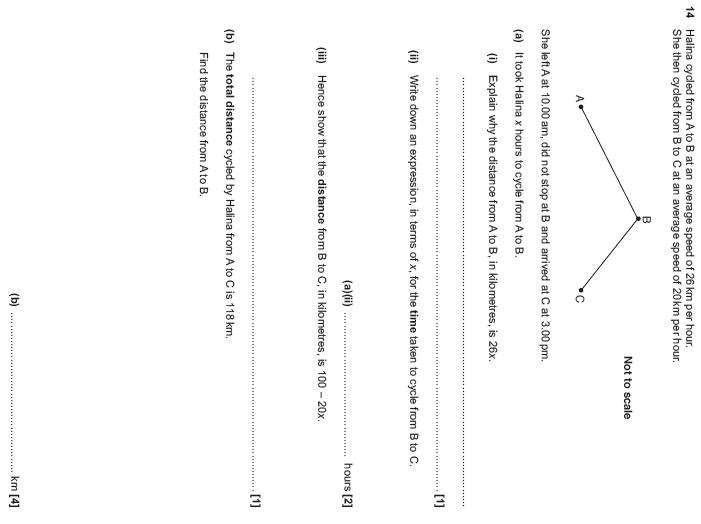 14 Halina cycled from A to B at an average speed of 26 km per hour.
She then cycled from B to C at an average speed of 20 km per hour.
Not to scale
B
A
C
She left A at 10.00 am, did not stop at B and arrived at C at 3.00 pm.
(a) It took Halina x hours to cycle from A to B.
(i) Explain why the distance from A to B, in kilometres, is 26x.
[1]
(ii) Write down an expression, in terms of x, for the time taken to cycle from B to C.
(a)(ii) hours [2]
(iii) Hence show that the distance from B to C, in kilometres, is 100 – 20x.
[1]
(b) The total distance cycled by Halina from A to C is 118 km.
Find the distance from A to B.
(b) km [4]